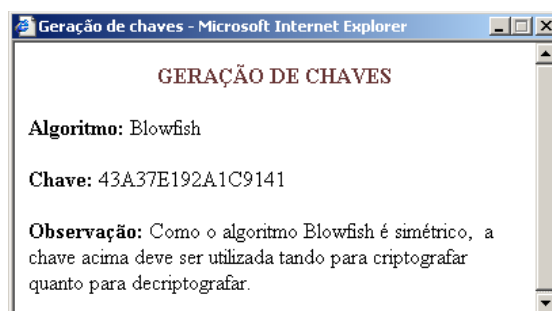 Geração de chaves - Microsoft Internet Explorer
GERAÇÃO DE CHAVES
Algoritmo: Blowfish
Chave: 43A37E192A1C9141
Observação: Como o algoritmo Blowfish é simétrico, a
chave acima deve ser utilizada tando para criptografar
quanto para decriptografar.